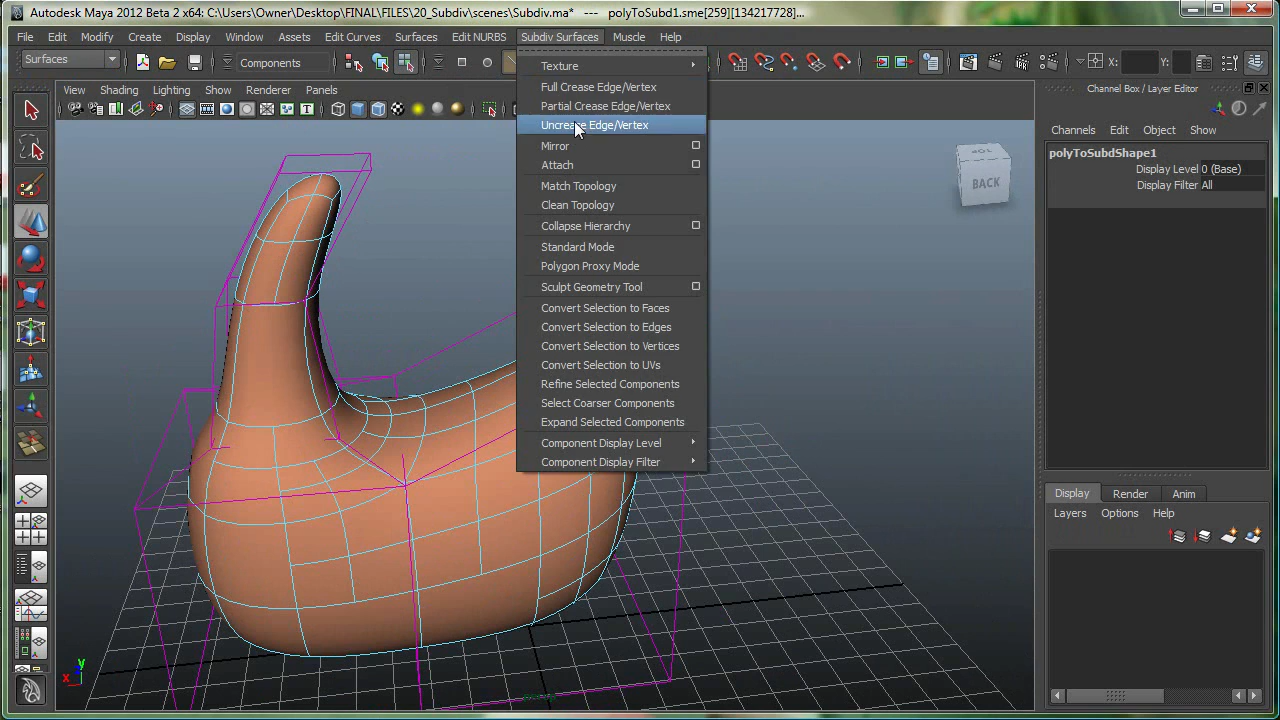 Autodesk Maya 2012 Beta 2 x64: C:\Users\Owner\Desktop\FINAL\FILES\20_Subdiv\scenes\Subdiv.ma* --- polyToSubd1.sme[259][134217728]...
File Edit Modify Create Display Window Assets Edit Curves Surfaces Edit NURBS Subdiv Surfaces Muscle Help
Surfaces Components X: Y:
View Shading Lighting Show Renderer Panels
Texture
Full Crease Edge/Vertex
Partial Crease Edge/Vertex
Uncrease Edge/Vertex
Mirror
Attach
Match Topology
Clean Topology
Collapse Hierarchy
Standard Mode
Polygon Proxy Mode
Sculpt Geometry Tool
Convert Selection to Faces
Convert Selection to Edges
Convert Selection to Vertices
Convert Selection to UVs
Refine Selected Components
Select Coarser Components
Expand Selected Components
Component Display Level
Component Display Filter
TOP
BACK
y
x
Channel Box / Layer Editor
Channels Edit Object Show
polyToSubdShape1
Display Level 0 (Base)
Display Filter All
Display Render Anim
Layers Options Help